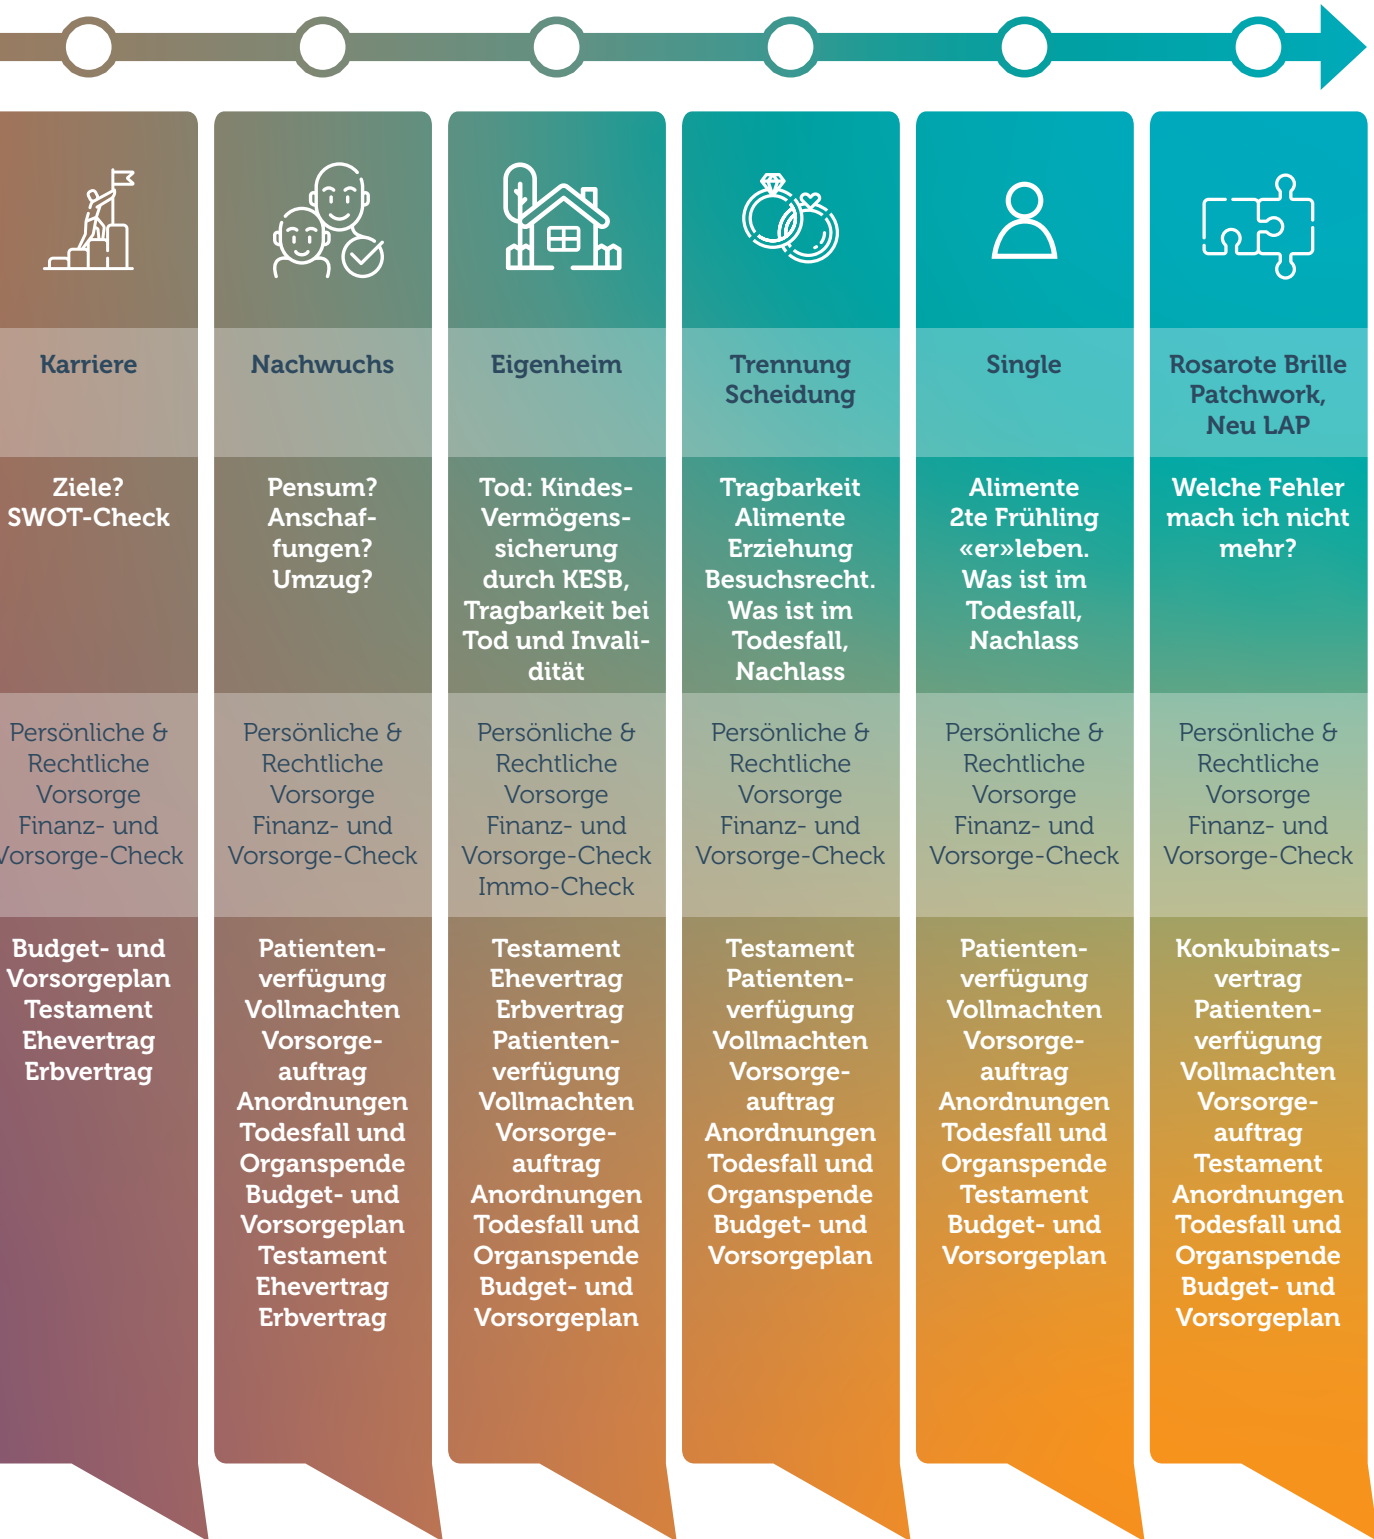 Karriere
Ziele?
SWOT-Check
Persönliche &
Rechtliche
Vorsorge
Finanz- und
Vorsorge-Check
Budget- und
Vorsorgeplan
Testament
Ehevertrag
Erbvertrag
Nachwuchs
Pensum?
Anschaf-
fungen?
Umzug?
Persönliche &
Rechtliche
Vorsorge
Finanz- und
Vorsorge-Check
Patienten-
verfügung
Vollmachten
Vorsorge-
auftrag
Anordnungen
Todesfall und
Organspende
Budget- und
Vorsorgeplan
Testament
Ehevertrag
Erbvertrag
Eigenheim
Tod: Kindes-
Vermögens-
sicherung
durch KESB,
Tragbarkeit bei
Tod und Invali-
dität
Persönliche &
Rechtliche
Vorsorge
Finanz- und
Vorsorge-Check
Immo-Check
Testament
Ehevertrag
Erbvertrag
Patienten-
verfügung
Vollmachten
Vorsorge-
auftrag
Anordnungen
Todesfall und
Organspende
Budget- und
Vorsorgeplan
Trennung
Scheidung
Tragbarkeit
Alimente
Erziehung
Besuchsrecht.
Was ist im
Todesfall,
Nachlass
Persönliche &
Rechtliche
Vorsorge
Finanz- und
Vorsorge-Check
Testament
Patienten-
verfügung
Vollmachten
Vorsorge-
auftrag
Anordnungen
Todesfall und
Organspende
Budget- und
Vorsorgeplan
Single
Alimente
2te Frühling
«er»leben.
Was ist im
Todesfall,
Nachlass
Persönliche &
Rechtliche
Vorsorge
Finanz- und
Vorsorge-Check
Patienten-
verfügung
Vollmachten
Vorsorge-
auftrag
Anordnungen
Todesfall und
Organspende
Testament
Budget- und
Vorsorgeplan
Rosarote Brille
Patchwork,
Neu LAP
Welche Fehler
mach ich nicht
mehr?
Persönliche &
Rechtliche
Vorsorge
Finanz- und
Vorsorge-Check
Konkubinats-
vertrag
Patienten-
verfügung
Vollmachten
Vorsorge-
auftrag
Testament
Anordnungen
Todesfall und
Organspende
Budget- und
Vorsorgeplan